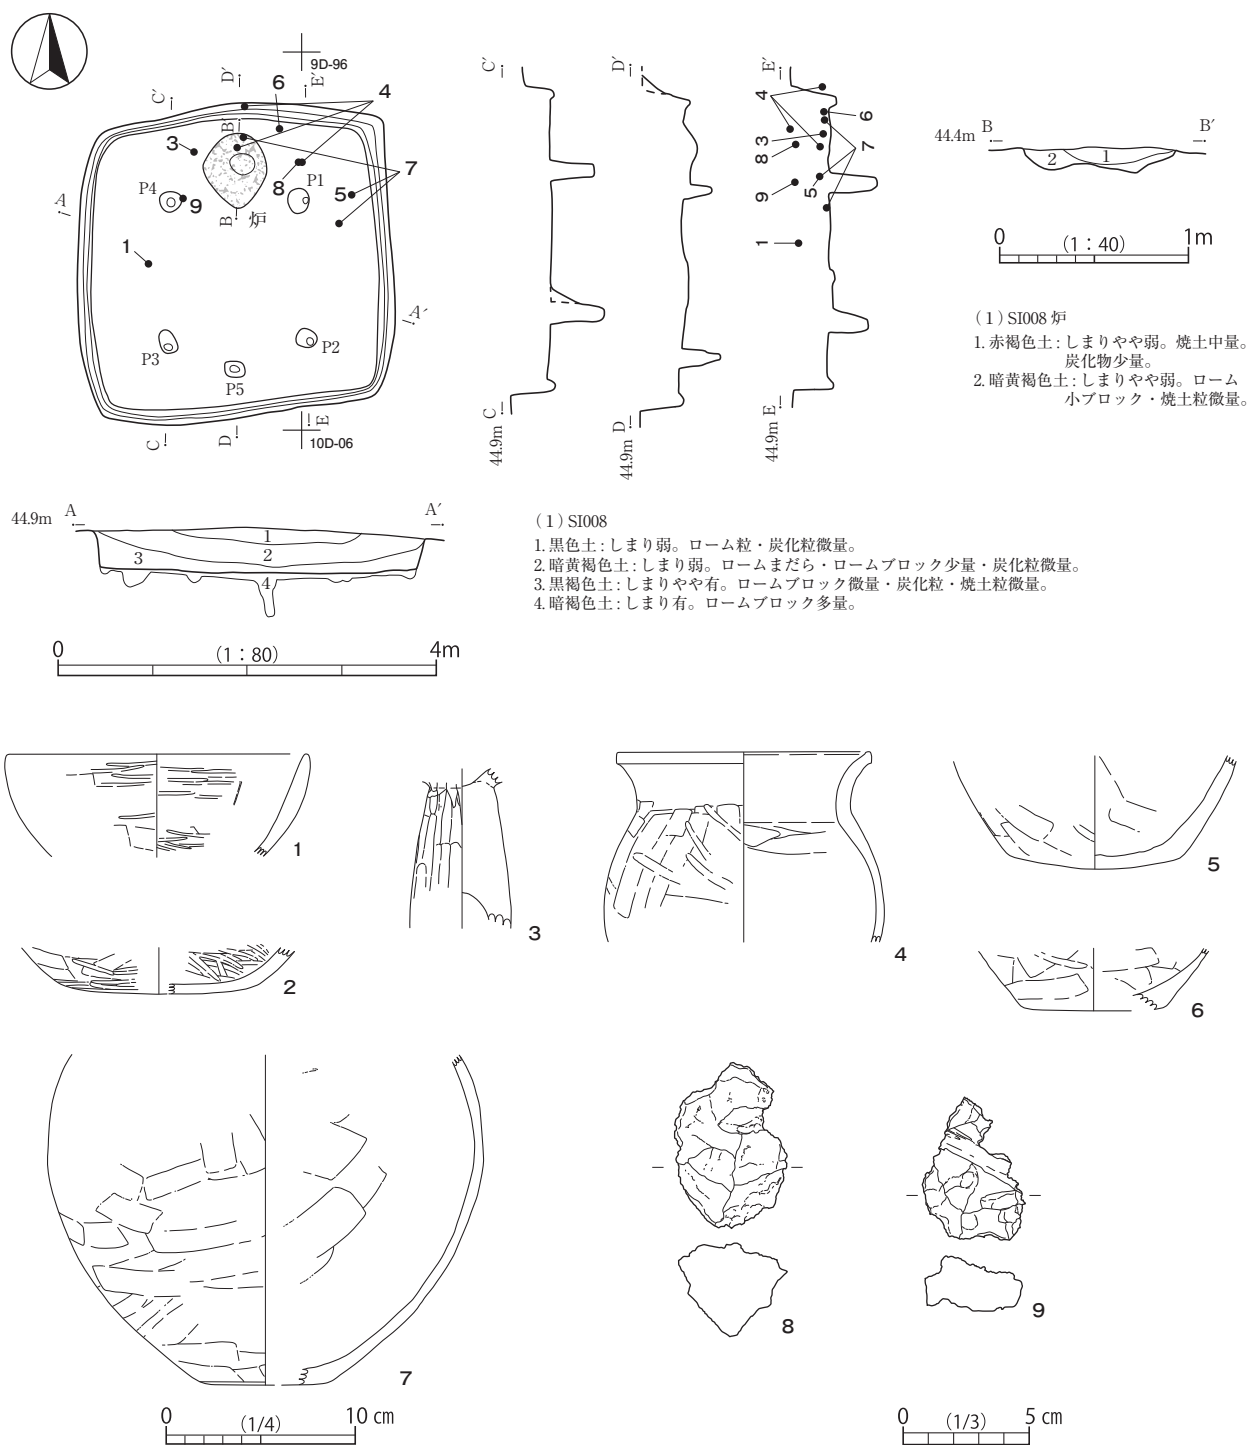 9D-96
D′
E′
C′
6
4
B′
3
7
8
P1
5
P4
9
A
B
炉
1
A′
P3
P2
P5
C
D
E
10D-06
C′
D′
E′
4
6
3
8
7
9
5
1
C
D
E
44.9m
44.9m
44.9m
44.4m
B
B′
2
1
0
(1：40)
1m
(1) SI008 炉
1. 赤褐色土 : しまりやや弱。焼土中量。
炭化物少量。
2. 暗黄褐色土 : しまりやや弱。ローム
小ブロック・焼土粒微量。
44.9m
A
A′
1
2
3
4
0
(1：80)
4m
(1) SI008
1. 黒色土 : しまり弱。ローム粒・炭化粒微量。
2. 暗黄褐色土 : しまり弱。ロームまだら・ロームブロック少量・炭化粒微量。
3. 黒褐色土 : しまりやや有。ロームブロック微量・炭化粒・焼土粒微量。
4. 暗褐色土 : しまり有。ロームブロック多量。
1
2
3
4
5
6
7
8
9
0
(1/4)
10 cm
0
(1/3)
5 cm